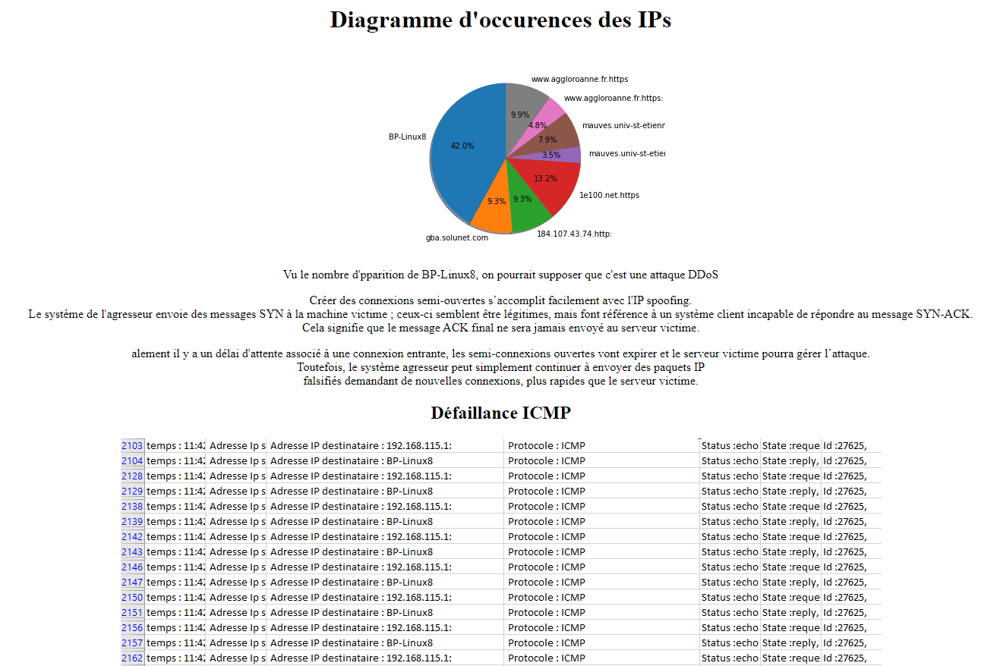 Diagramme d'occurences des IPs
www.aggloroanne.fr.https
www.aggloroanne.fr.https:
9.9%
4.8%
mauves.univ-st-etienr
BP-Linux8
42.0%
7.9%
3.5%
mauves.univ-st-etier
13.2%
1e100.net.https
9.3%
9.3%
184.107.43.74.http:
gba.solunet.com
Vu le nombre d'pparition de BP-Linux8, on pourrait supposer que c'est une attaque DDoS
Créer des connexions semi-ouvertes s’accomplit facilement avec l'IP spoofing.
Le système de l'agresseur envoie des messages SYN à la machine victime ; ceux-ci semblent être légitimes, mais font référence à un système client incapable de répondre au message SYN-ACK.
Cela signifie que le message ACK final ne sera jamais envoyé au serveur victime.
alement il y a un délai d'attente associé à une connexion entrante, les semi-connexions ouvertes vont expirer et le serveur victime pourra gérer l’attaque.
Toutefois, le système agresseur peut simplement continuer à envoyer des paquets IP
falsifiés demandant de nouvelles connexions, plus rapides que le serveur victime.
Défaillance ICMP
2103 temps : 11:42 Adresse Ip s Adresse IP destinataire : 192.168.115.1: Protocole : ICMP Status :echo State :reque Id :27625,
2104 temps : 11:42 Adresse Ip s Adresse IP destinataire : BP-Linux8 Protocole : ICMP Status :echo State :reply, Id :27625,
2128 temps : 11:42 Adresse Ip s Adresse IP destinataire : 192.168.115.1: Protocole : ICMP Status :echo State :reque Id :27625,
2129 temps : 11:42 Adresse Ip s Adresse IP destinataire : BP-Linux8 Protocole : ICMP Status :echo State :reply, Id :27625,
2138 temps : 11:42 Adresse Ip s Adresse IP destinataire : 192.168.115.1: Protocole : ICMP Status :echo State :reque Id :27625,
2139 temps : 11:42 Adresse Ip s Adresse IP destinataire : BP-Linux8 Protocole : ICMP Status :echo State :reply, Id :27625,
2142 temps : 11:42 Adresse Ip s Adresse IP destinataire : 192.168.115.1: Protocole : ICMP Status :echo State :reque Id :27625,
2143 temps : 11:42 Adresse Ip s Adresse IP destinataire : BP-Linux8 Protocole : ICMP Status :echo State :reply, Id :27625,
2146 temps : 11:42 Adresse Ip s Adresse IP destinataire : 192.168.115.1: Protocole : ICMP Status :echo State :reque Id :27625,
2147 temps : 11:42 Adresse Ip s Adresse IP destinataire : BP-Linux8 Protocole : ICMP Status :echo State :reply, Id :27625,
2150 temps : 11:42 Adresse Ip s Adresse IP destinataire : 192.168.115.1: Protocole : ICMP Status :echo State :reque Id :27625,
2151 temps : 11:42 Adresse Ip s Adresse IP destinataire : BP-Linux8 Protocole : ICMP Status :echo State :reply, Id :27625,
2156 temps : 11:42 Adresse Ip s Adresse IP destinataire : 192.168.115.1: Protocole : ICMP Status :echo State :reque Id :27625,
2157 temps : 11:42 Adresse Ip s Adresse IP destinataire : BP-Linux8 Protocole : ICMP Status :echo State :reply, Id :27625,
2162 temps : 11:42 Adresse Ip s Adresse IP destinataire : 192.168.115.1: Protocole : ICMP Status :echo State :reque Id :27625,